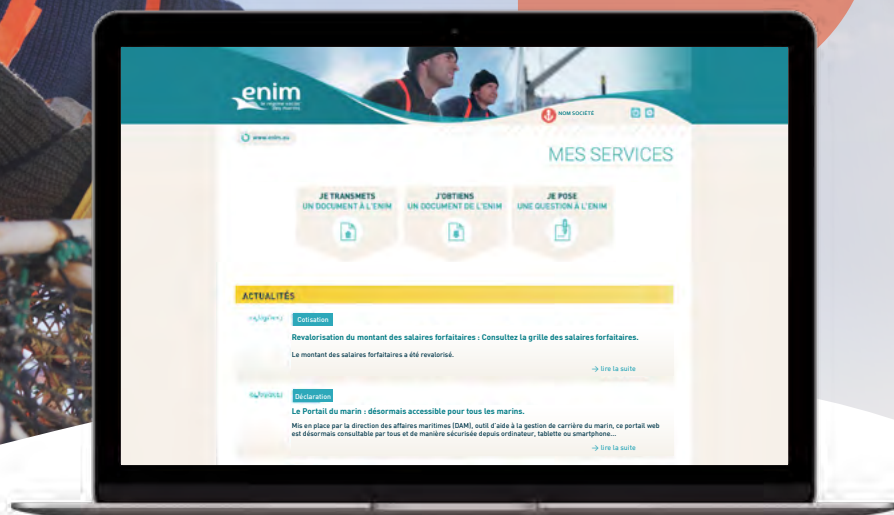 enim
le régime social
des marins
NOM SOCIÉTÉ
www.enim.eu
MES SERVICES
JE TRANSMETS
UN DOCUMENT À L'ENIM
J'OBTIENS
UN DOCUMENT DE L'ENIM
JE POSE
UNE QUESTION À L'ENIM
ACTUALITÉS
Cotisation
Revalorisation du montant des salaires forfaitaires : Consultez la grille des salaires forfaitaires.
Le montant des salaires forfaitaires a été revalorisé.
→ lire la suite
Déclaration
Le Portail du marin : désormais accessible pour tous les marins.
Mis en place par la direction des affaires maritimes (DAM), outil d'aide à la gestion de carrière du marin, ce portail web
est désormais consultable par tous et de manière sécurisée depuis ordinateur, tablette ou smartphone...
→ lire la suite